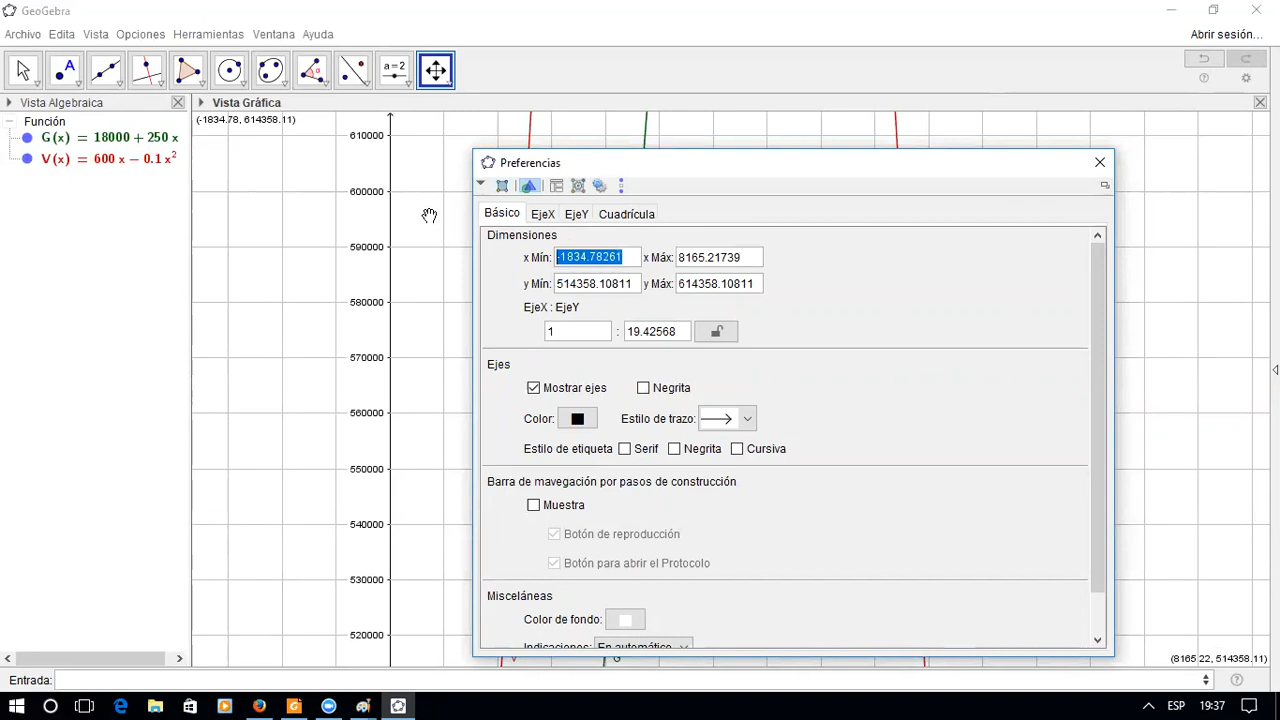 GeoGebra
Archivo Edita Vista Opciones Herramientas Ventana Ayuda
Abrir sesión...
A
α
a=2
Vista Algebraica
Vista Gráfica
Función
G(x) = 18000 + 250 x
V(x) = 600 x − 0.1 x²
(-1834.78, 614358.11)
610000
600000
590000
580000
570000
560000
550000
540000
530000
520000
Preferencias
Básico EjeX EjeY Cuadrícula
Dimensiones
x Mín: -1834.78261 x Máx: 8165.21739
y Mín: 514358.10811 y Máx: 614358.10811
EjeX : EjeY
1 : 19.42568
Ejes
Mostrar ejes Negrita
Color: Estilo de trazo:
Estilo de etiqueta Serif Negrita Cursiva
Barra de mavegación por pasos de construcción
Muestra
Botón de reproducción
Botón para abrir el Protocolo
Misceláneas
Color de fondo:
Indicaciones: En automático
V G
(8165.22, 514358.11)
Entrada:
ESP 19:37